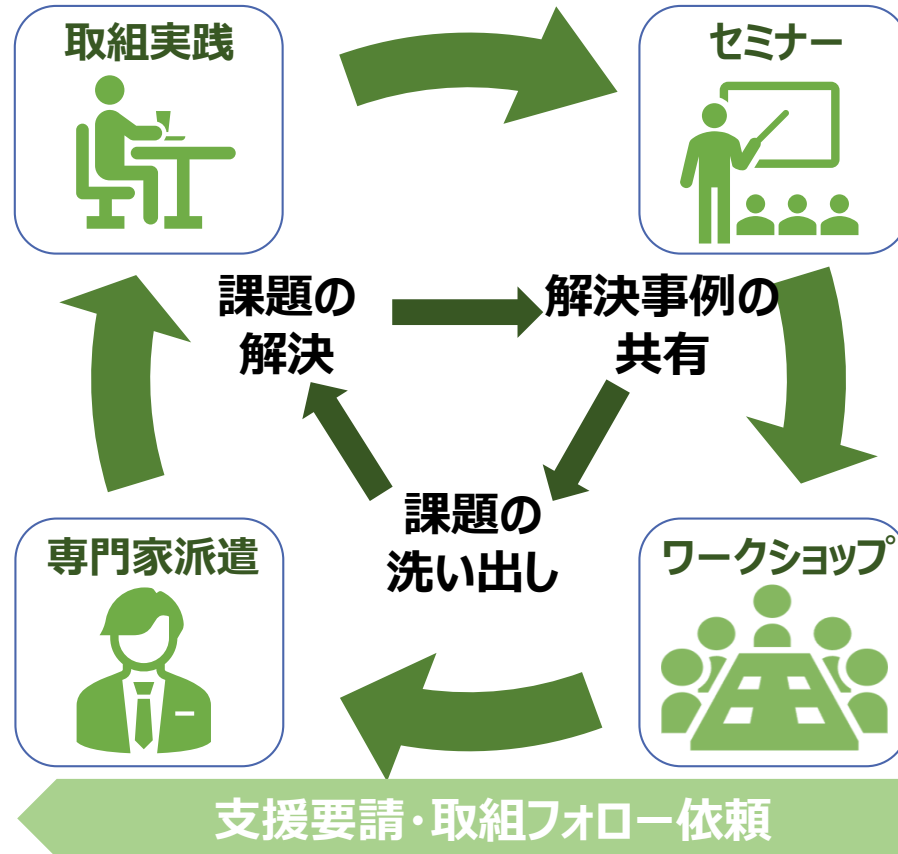 取組実践
セミナー
課題の
解決
解決事例の
共有
課題の
洗い出し
専門家派遣
ワークショップ
支援要請・取組フォロー依頼